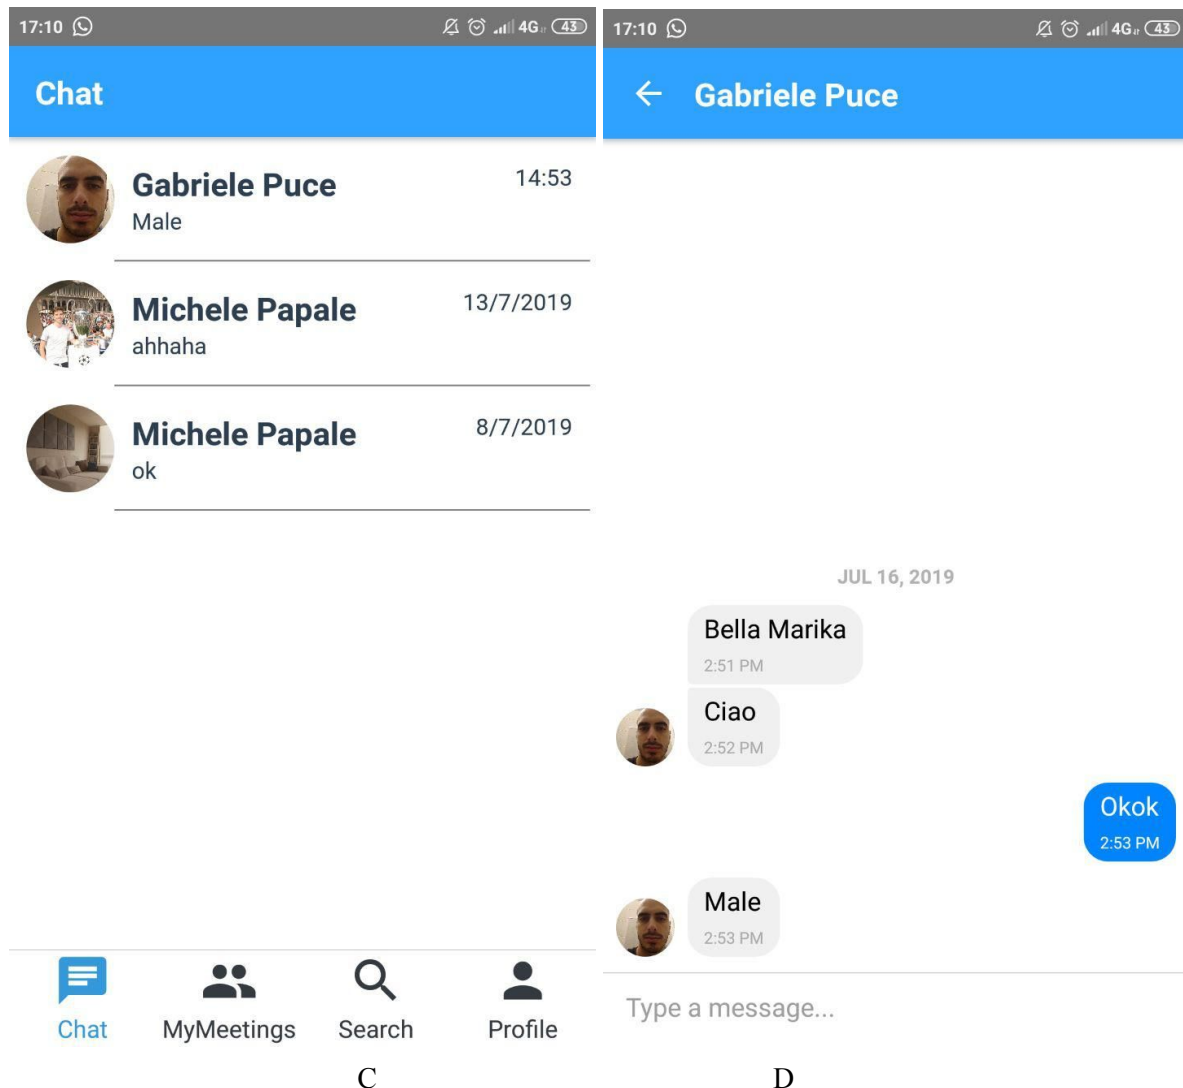 17:10 4G 43
Chat
Gabriele Puce 14:53
Male
Michele Papale 13/7/2019
ahhaha
Michele Papale 8/7/2019
ok
Chat MyMeetings Search Profile
C
17:10 4G 43
Gabriele Puce
JUL 16, 2019
Bella Marika
2:51 PM
Ciao
2:52 PM
Okok
2:53 PM
Male
2:53 PM
Type a message...
D